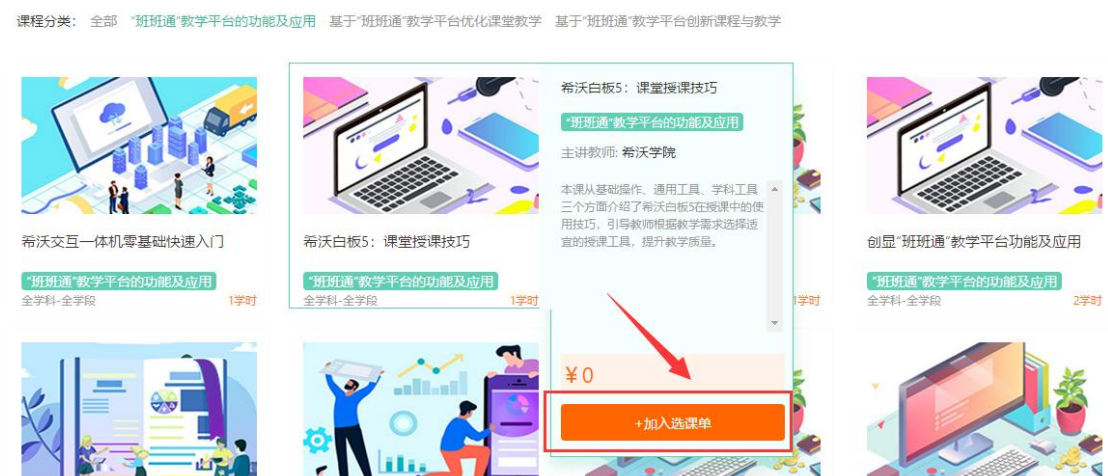 课程分类： 全部 “班班通”教学平台的功能及应用 基于“班班通”教学平台优化课堂教学 基于“班班通”教学平台创新课程与教学
希沃交互一体机零基础快速入门
“班班通”教学平台的功能及应用
全学科-全学段 1学时
希沃白板5：课堂授课技巧
“班班通”教学平台的功能及应用
全学科-全学段 1学时
希沃白板5：课堂授课技巧
“班班通”教学平台的功能及应用
主讲教师: 希沃学院
本课从基础操作、通用工具、学科工具
三个方面介绍了希沃白板5在授课中的使
用技巧，引导教师根据教学需求选择适
宜的授课工具，提升教学质量。
¥0
+加入选课单
学时
创显“班班通”教学平台功能及应用
“班班通”教学平台的功能及应用
全学科-全学段 2学时